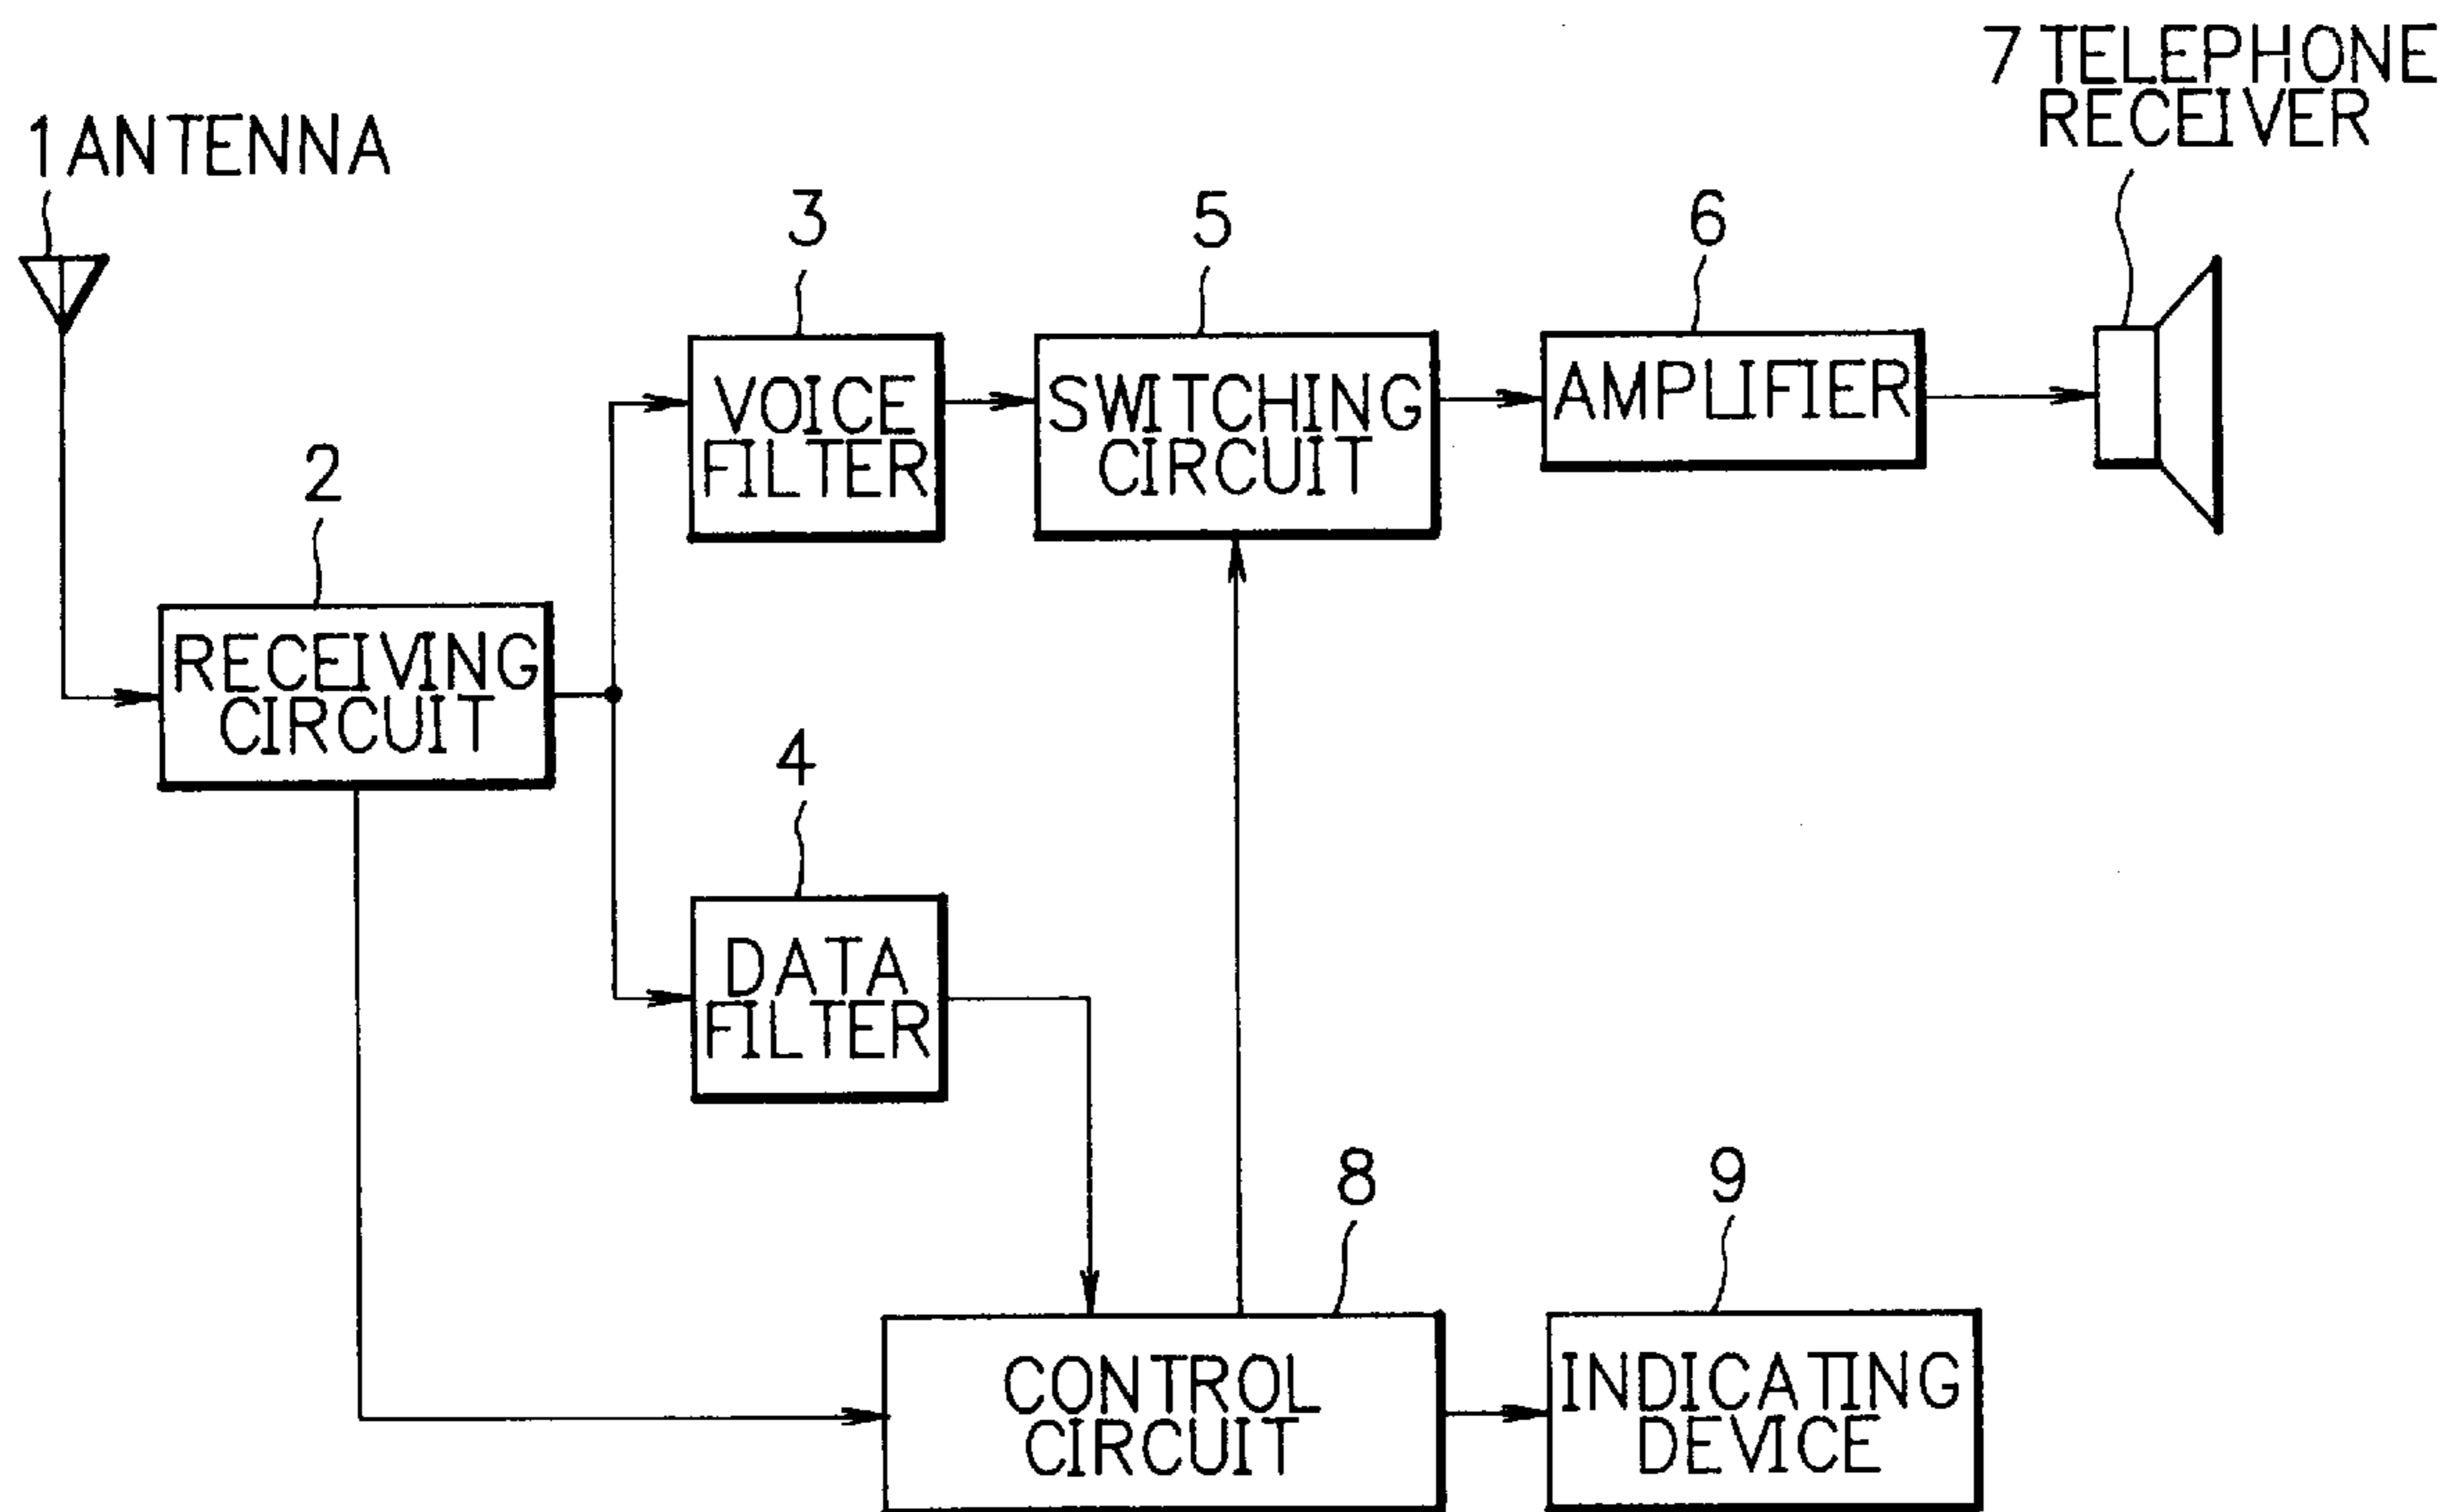 7 TELEPHONE
RECEIVER
1 ANTENNA
3
5
6
VOICE
FILTER
SWITCHING
CIRCUIT
AMPLIFIER
2
RECEIVING
CIRCUIT
4
DATA
FILTER
8
9
CONTROL
CIRCUIT
INDICATING
DEVICE